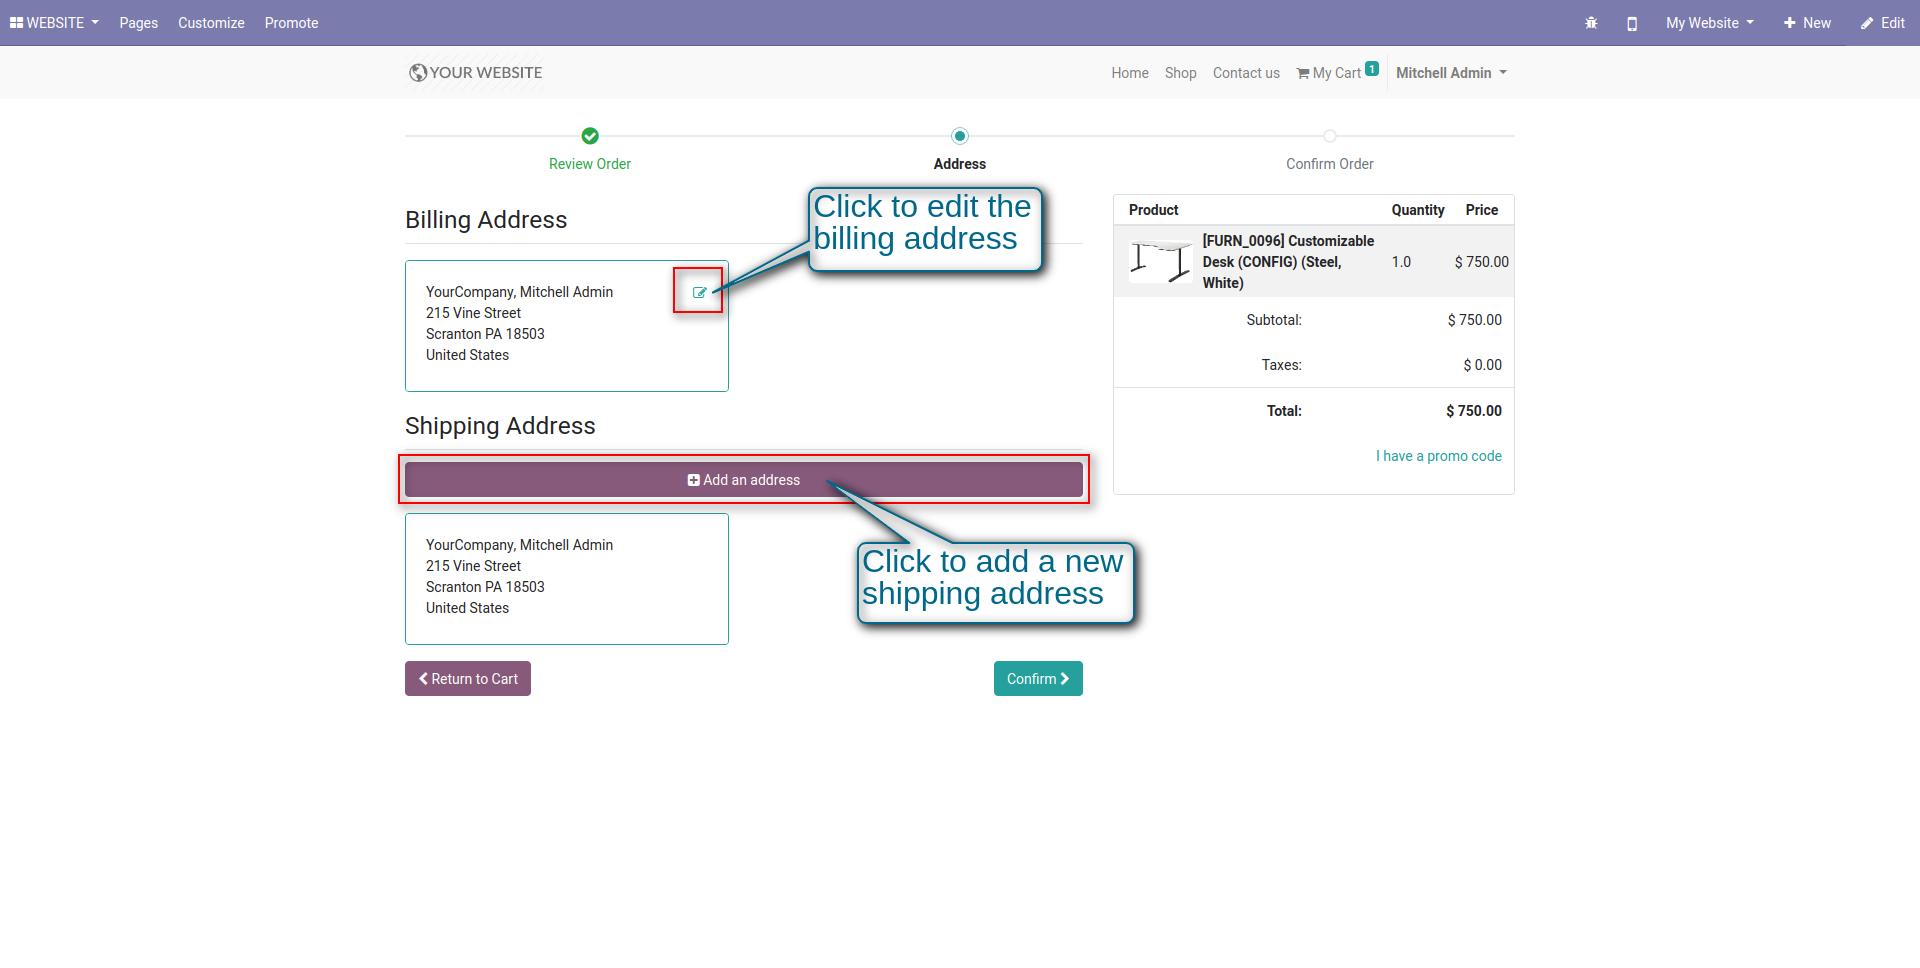 WEBSITE Pages Customize Promote My Website New Edit
YOUR WEBSITE Home Shop Contact us My Cart 1 Mitchell Admin
Review Order Address Confirm Order
Billing Address
Click to edit the
billing address
YourCompany, Mitchell Admin
215 Vine Street
Scranton PA 18503
United States
Shipping Address
Add an address
Click to add a new
shipping address
YourCompany, Mitchell Admin
215 Vine Street
Scranton PA 18503
United States
Return to Cart Confirm
Product Quantity Price
[FURN_0096] Customizable
Desk (CONFIG) (Steel, 1.0 $ 750.00
White)
Subtotal: $ 750.00
Taxes: $ 0.00
Total: $ 750.00
I have a promo code